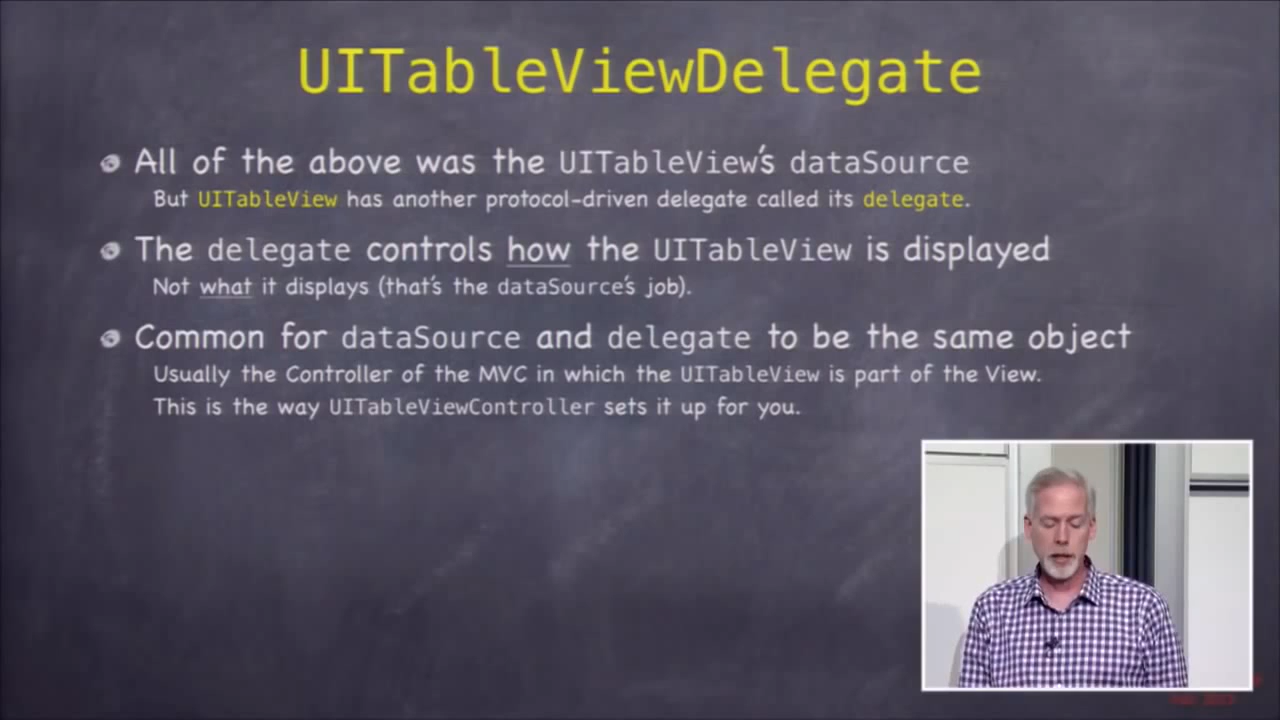 UITableViewDelegate
All of the above was the UITableView's dataSource
But UITableView has another protocol-driven delegate called its delegate.
The delegate controls how the UITableView is displayed
Not what it displays (that's the dataSource's job).
Common for dataSource and delegate to be the same object
Usually the Controller of the MVC in which the UITableView is part of the View.
This is the way UITableViewController sets it up for you.